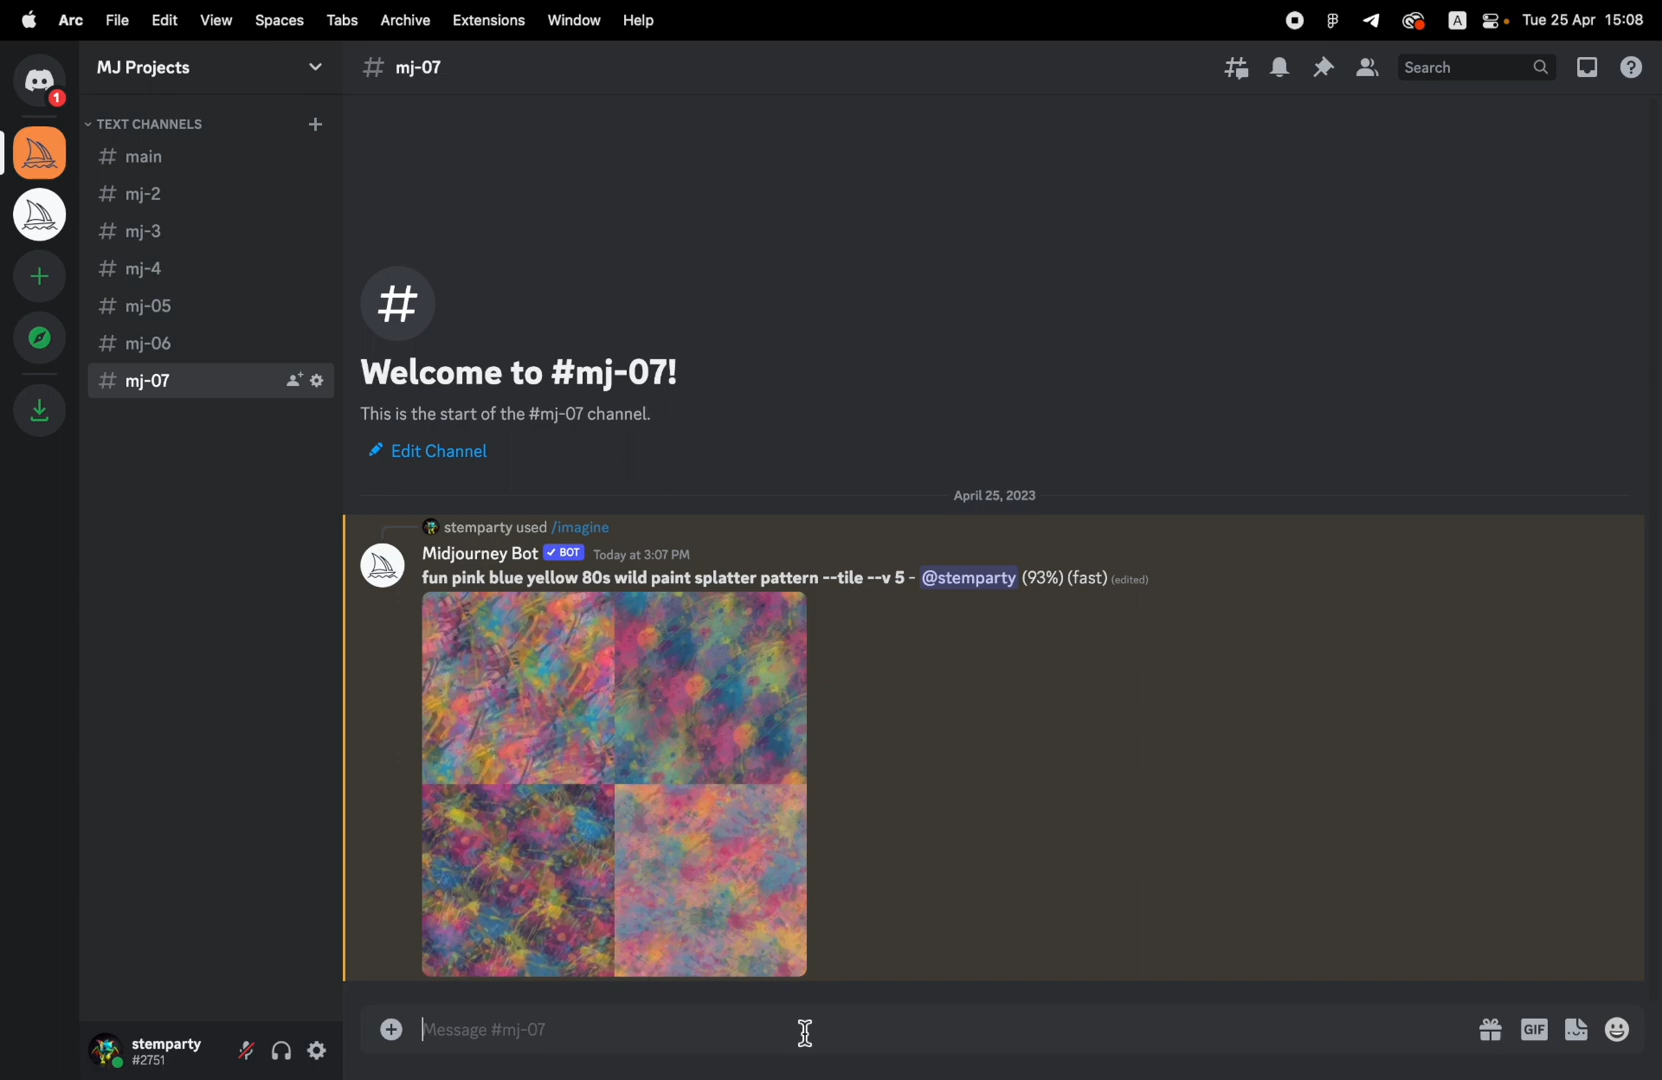 Arc File Edit View Spaces Tabs Archive Extensions Window Help A Tue 25 Apr 15:08
1
MJ Projects
TEXT CHANNELS
# main
# mj-2
# mj-3
# mj-4
# mj-05
# mj-06
# mj-07
# mj-07
Search
#
Welcome to #mj-07!
This is the start of the #mj-07 channel.
Edit Channel
April 25, 2023
stemparty used /imagine
Midjourney Bot ✓ BOT Today at 3:07 PM
fun pink blue yellow 80s wild paint splatter pattern --tile --v 5 - @stemparty (93%) (fast) (edited)
Message #mj-07
GIF
stemparty
#2751